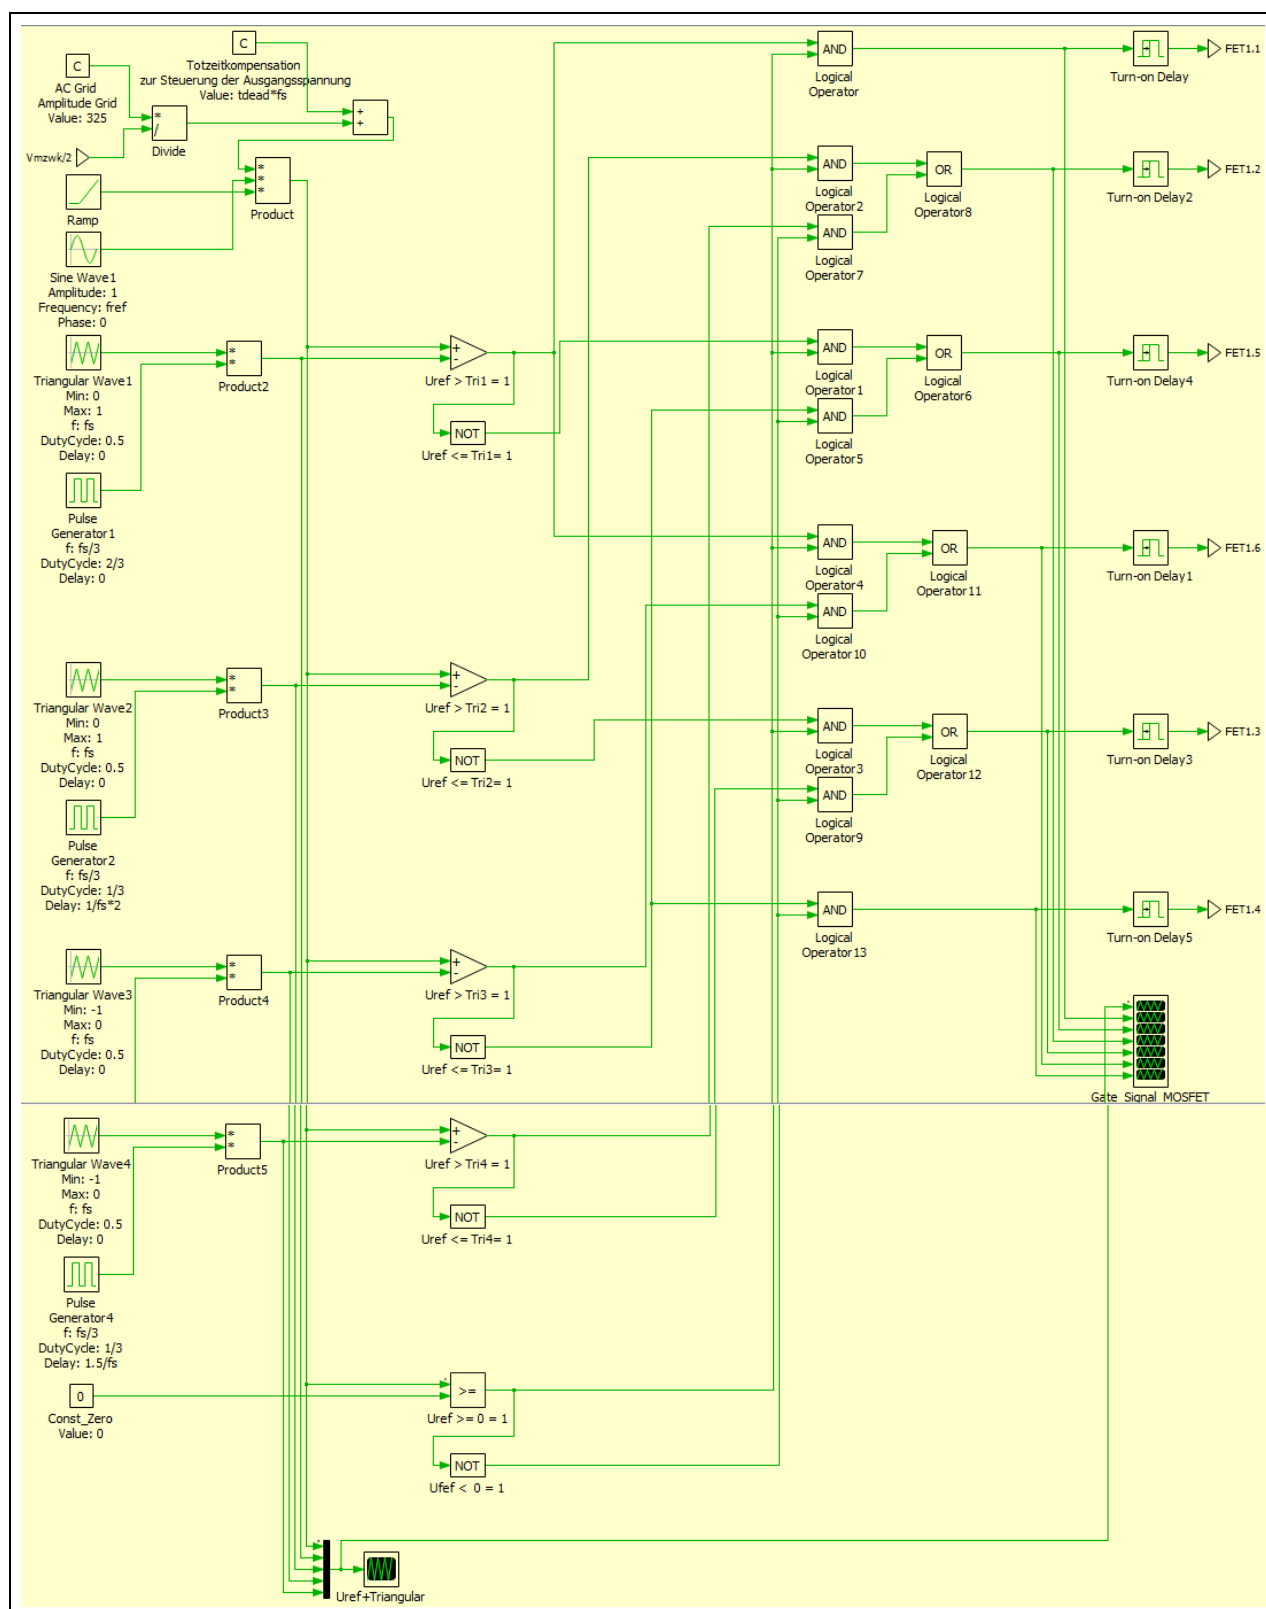 C
Totzeitkompensation
zur Steuerung der Ausgangsspannung
Value: tdead*fs
C
AC Grid
Amplitude Grid
Value: 325
*
/
Divide
+
+
Vmzwk/2
*
*
*
Product
Ramp
Sine Wave1
Amplitude: 1
Frequency: fref
Phase: 0
AND
Logical
Operator
Turn-on Delay
FET1.1
AND
Logical
Operator2
OR
Logical
Operator8
Turn-on Delay2
FET1.2
AND
Logical
Operator7
Triangular Wave1
Min: 0
Max: 1
f: fs
DutyCycle: 0.5
Delay: 0
*
*
Product2
+
-
Uref > Tri1 = 1
NOT
Uref <= Tri1= 1
AND
Logical
Operator1
OR
Logical
Operator6
Turn-on Delay4
FET1.5
AND
Logical
Operator5
Pulse
Generator1
f: fs/3
DutyCycle: 2/3
Delay: 0
AND
Logical
Operator4
OR
Logical
Operator11
Turn-on Delay1
FET1.6
AND
Logical
Operator10
Triangular Wave2
Min: 0
Max: 1
f: fs
DutyCycle: 0.5
Delay: 0
*
*
Product3
+
-
Uref > Tri2 = 1
NOT
Uref <= Tri2= 1
AND
Logical
Operator3
OR
Logical
Operator12
Turn-on Delay3
FET1.3
AND
Logical
Operator9
Pulse
Generator2
f: fs/3
DutyCycle: 1/3
Delay: 1/fs*2
AND
Logical
Operator13
Turn-on Delay5
FET1.4
Triangular Wave3
Min: -1
Max: 0
f: fs
DutyCycle: 0.5
Delay: 0
*
*
Product4
+
-
Uref > Tri3 = 1
NOT
Uref <= Tri3= 1
Gate_Signal_MOSFET
Triangular Wave4
Min: -1
Max: 0
f: fs
DutyCycle: 0.5
Delay: 0
*
*
Product5
+
-
Uref > Tri4 = 1
NOT
Uref <= Tri4= 1
Pulse
Generator4
f: fs/3
DutyCycle: 1/3
Delay: 1.5/fs
0
Const_Zero
Value: 0
>=
Uref >= 0 = 1
NOT
Ufef < 0 = 1
Uref+Triangular